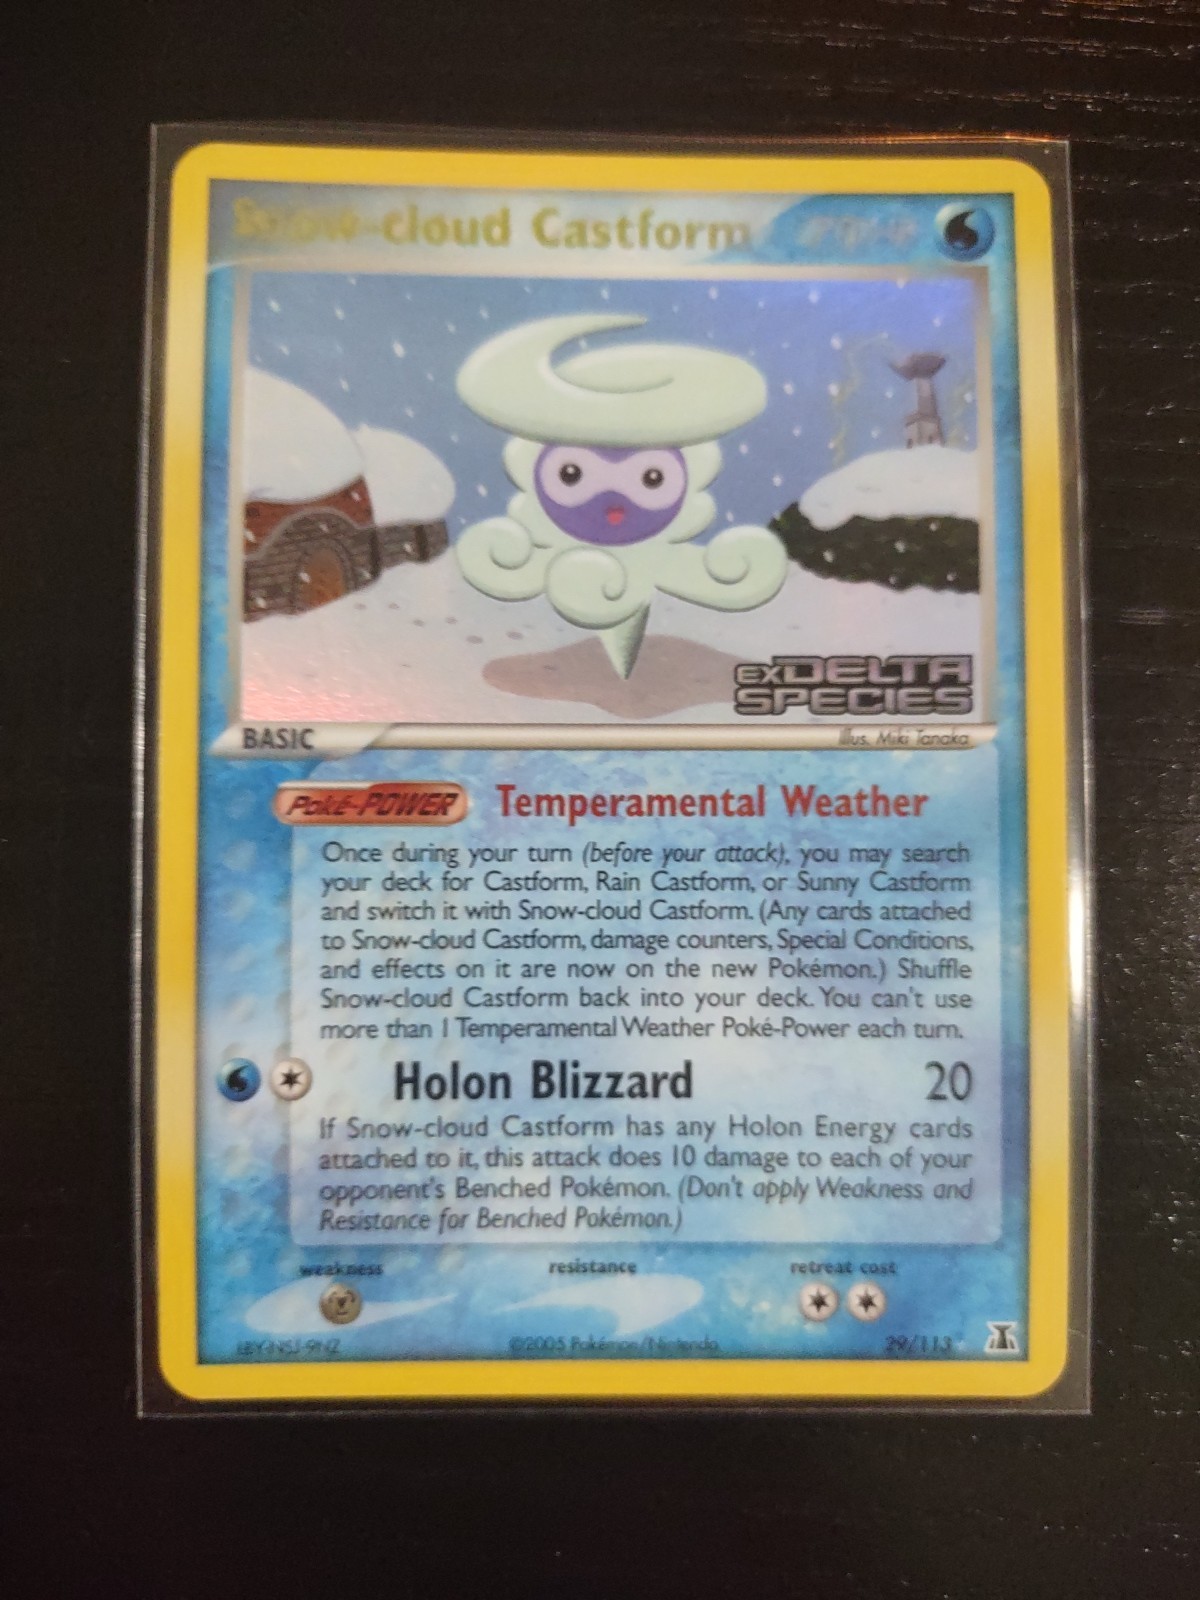 Snow-cloud Castform
EXDELTA
SPECIES
BASIC
Illus. Miki Tanaka
Poké-POWER Temperamental Weather
Once during your turn (before your attack), you may search
your deck for Castform, Rain Castform, or Sunny Castform
and switch it with Snow-cloud Castform. (Any cards attached
to Snow-cloud Castform, damage counters, Special Conditions,
and effects on it are now on the new Pokémon.) Shuffle
Snow-cloud Castform back into your deck. You can't use
more than 1 Temperamental Weather Poké-Power each turn.
Holon Blizzard 20
If Snow-cloud Castform has any Holon Energy cards
attached to it, this attack does 10 damage to each of your
opponent's Benched Pokémon. (Don't apply Weakness and
Resistance for Benched Pokémon.)
weakness resistance retreat cost
©2005 Pokémon/Nintendo 29/113